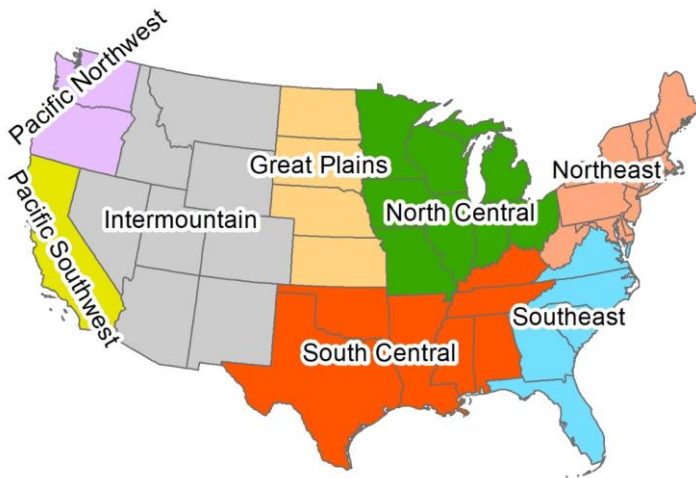 Pacific Northwest
Great Plains
Northeast
Intermountain
North Central
Pacific Southwest
Southeast
South Central